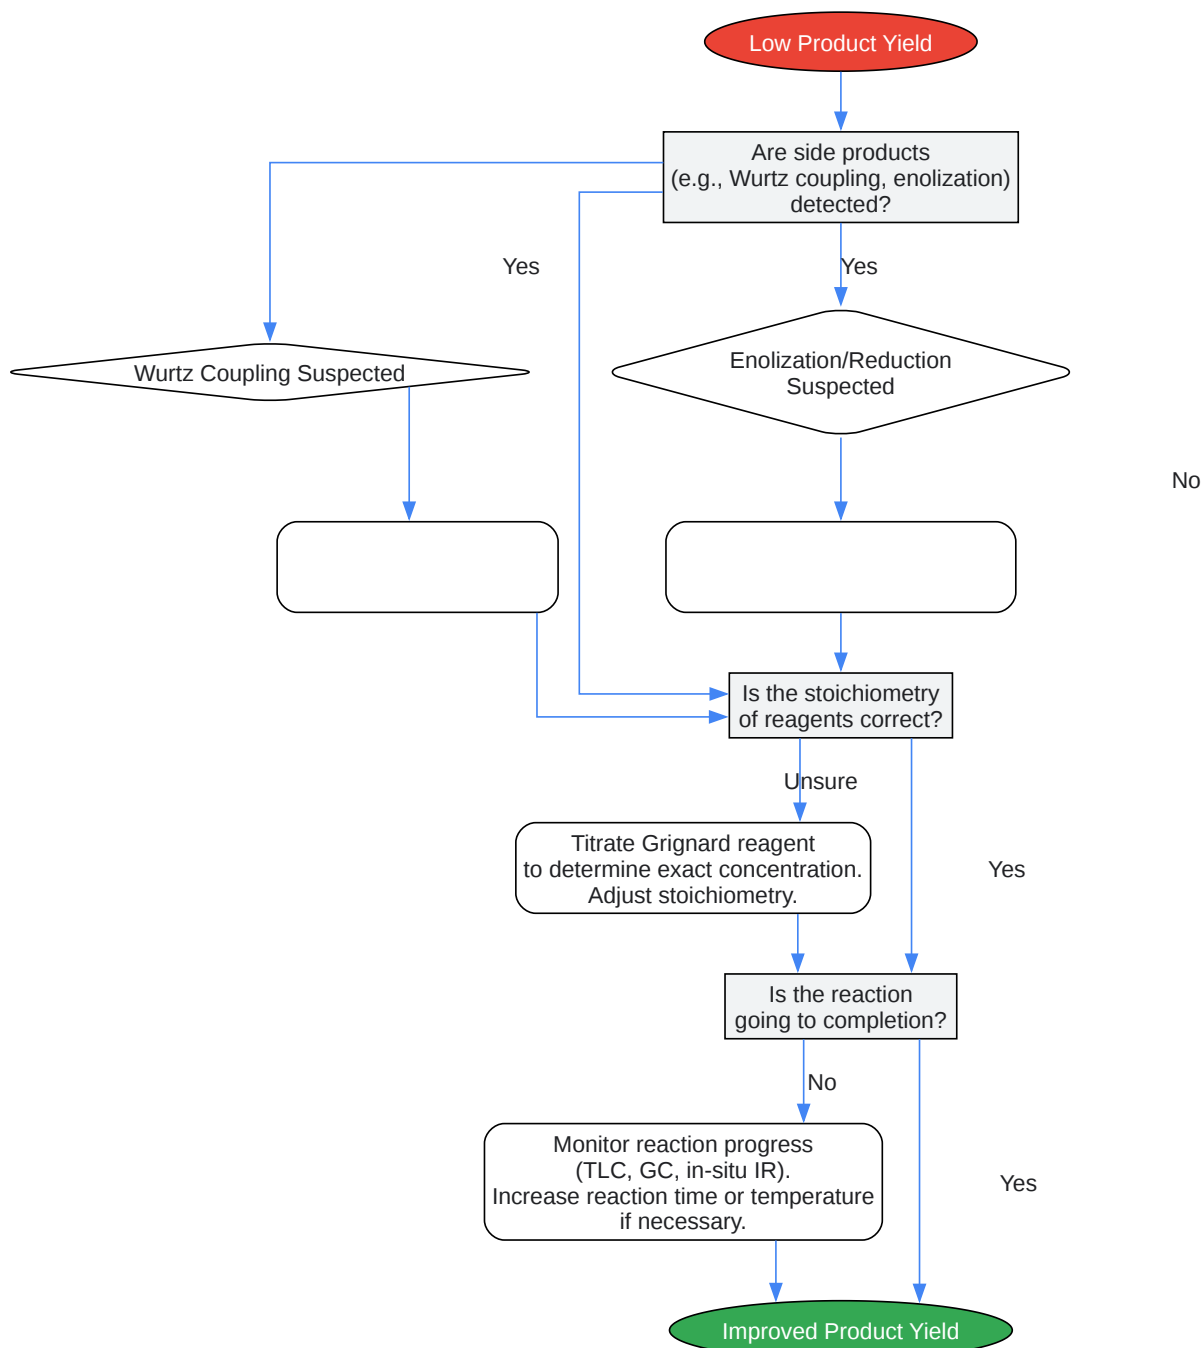 Low Product Yield
Are side products
(e.g., Wurtz coupling, enolization)
detected?
Yes
Yes
Wurtz Coupling Suspected
Enolization/Reduction
Suspected
No
Is the stoichiometry
of reagents correct?
Unsure
Titrate Grignard reagent
to determine exact concentration.
Adjust stoichiometry.
Yes
Is the reaction
going to completion?
No
Monitor reaction progress
(TLC, GC, in-situ IR).
Increase reaction time or temperature
if necessary.
Yes
Improved Product Yield